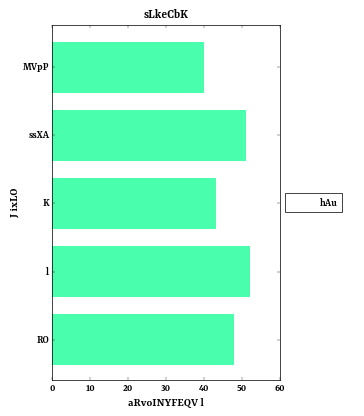 sLkeCbK
MVpP
ssXA
K
l
RO
J ixLO
hAu
0 10 20 30 40 50 60
aRvoINYFEQV l